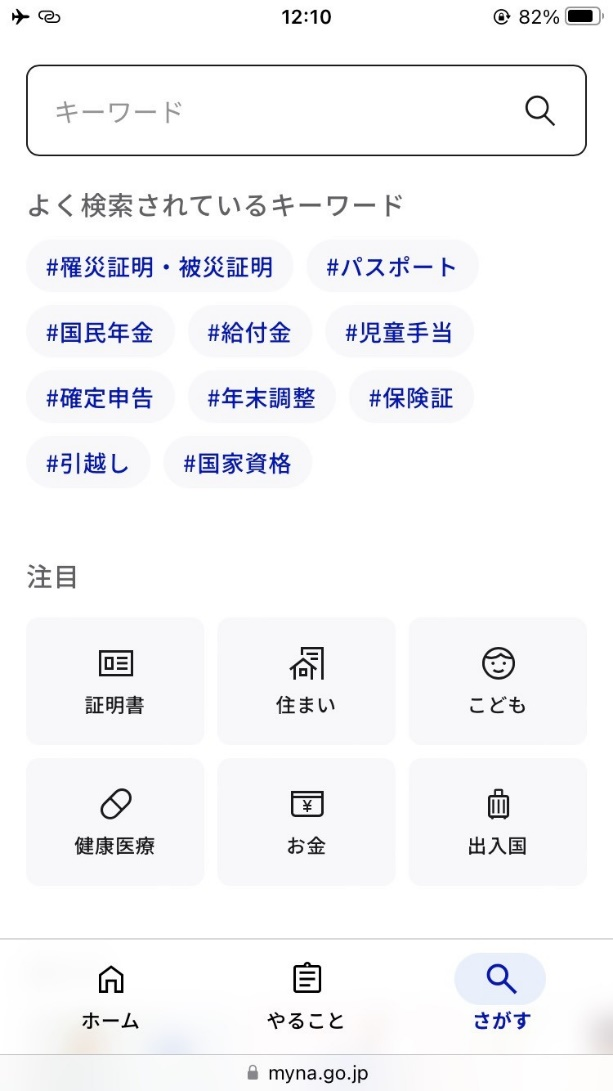 12:10
82%
キーワード
よく検索されているキーワード
#罹災証明・被災証明 #パスポート
#国民年金 #給付金 #児童手当
#確定申告 #年末調整 #保険証
#引越し #国家資格
注目
証明書 住まい こども
健康医療 お金 出入国
ホーム やること さがす
myna.go.jp